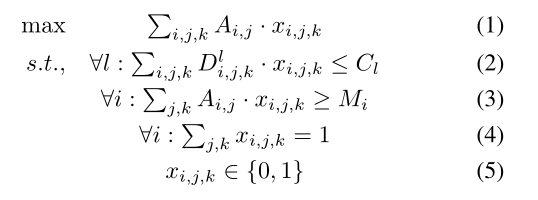 max ∑_{i,j,k} A_{i,j} · x_{i,j,k} (1)
s.t., ∀l : ∑_{i,j,k} D^l_{i,j,k} · x_{i,j,k} ≤ C_l (2)
∀i : ∑_{j,k} A_{i,j} · x_{i,j,k} ≥ M_i (3)
∀i : ∑_{j,k} x_{i,j,k} = 1 (4)
x_{i,j,k} ∈ {0, 1} (5)